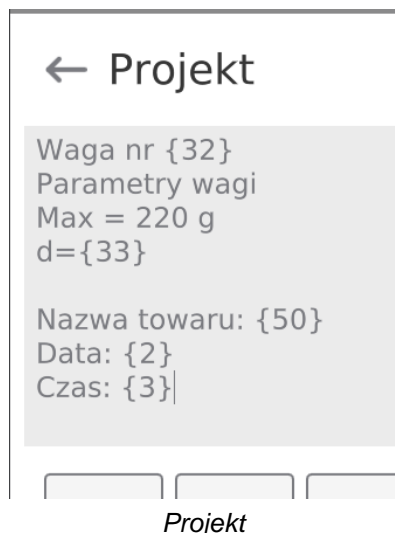 ← Projekt
Waga nr {32}
Parametry wagi
Max = 220 g
d={33}
Nazwa towaru: {50}
Data: {2}
Czas: {3}
Projekt